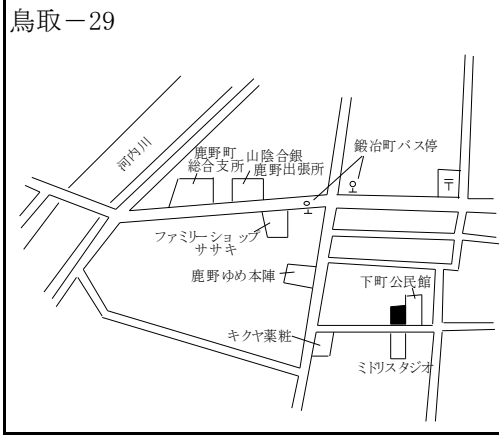 鳥取－29
河内川
鹿野町
総合支所
山陰合銀
鹿野出張所
鍛冶町バス停
〒
ファミリーショップ
ササキ
鹿野ゆめ本陣
下町公民館
キクヤ薬粧
ミドリスタジオ